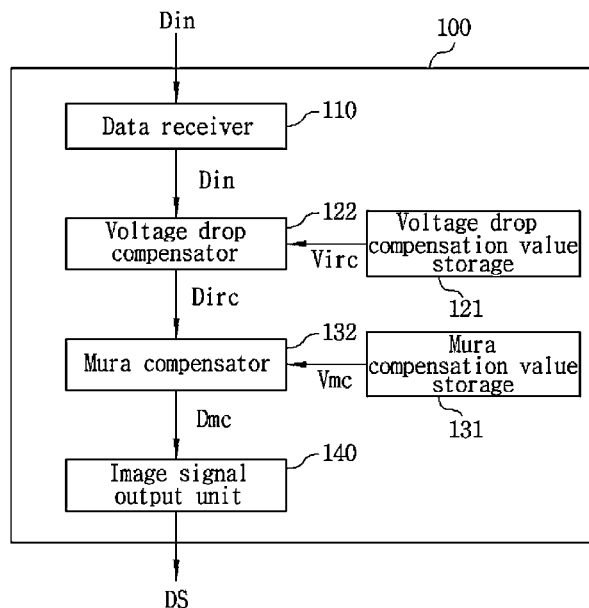 Din
100
Data receiver
110
Din
122
Voltage drop
compensator
Voltage drop
compensation value
storage
Virc
121
Dirc
132
Mura compensator
Mura
compensation value
storage
Vmc
131
Dmc
140
Image signal
output unit
DS